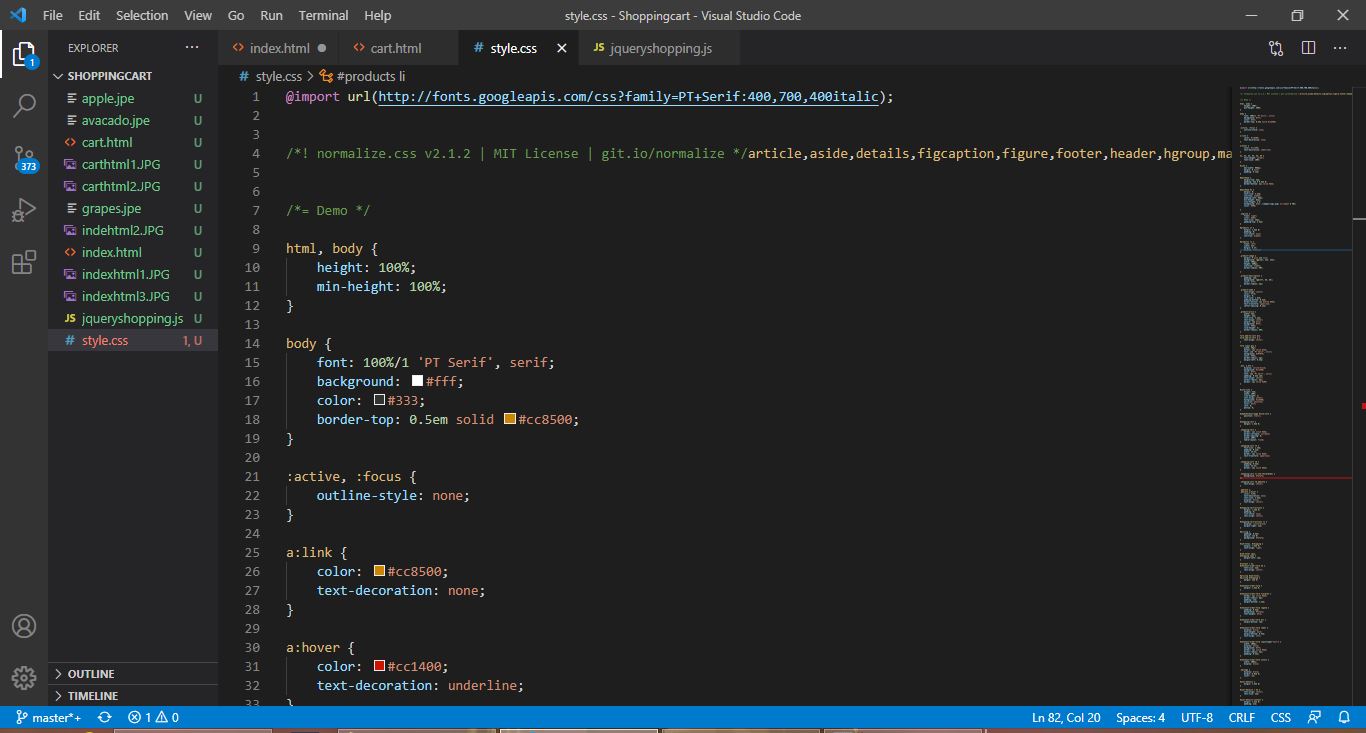 File Edit Selection View Go Run Terminal Help style.css - Shoppingcart - Visual Studio Code
EXPLORER ··· index.html cart.html # style.css JS jqueryshopping.js ···
1
SHOPPINGCART
apple.jpe U
avacado.jpe U
cart.html U
carthtml1.JPG U
373
carthtml2.JPG U
grapes.jpe U
indehtml2.JPG U
index.html U
indexhtml1.JPG U
indexhtml3.JPG U
JS jqueryshopping.js U
# style.css 1, U
OUTLINE
TIMELINE
# style.css > #products li
1 @import url(http://fonts.googleapis.com/css?family=PT+Serif:400,700,400italic);
2
3
4 /*! normalize.css v2.1.2 | MIT License | git.io/normalize */article,aside,details,figcaption,figure,footer,header,hgroup,ma
5
6
7 /*= Demo */
8
9 html, body {
10 height: 100%;
11 min-height: 100%;
12 }
13
14 body {
15 font: 100%/1 'PT Serif', serif;
16 background: #fff;
17 color: #333;
18 border-top: 0.5em solid #cc8500;
19 }
20
21 :active, :focus {
22 outline-style: none;
23 }
24
25 a:link {
26 color: #cc8500;
27 text-decoration: none;
28 }
29
30 a:hover {
31 color: #cc1400;
32 text-decoration: underline;
33 }
master*+ 1 0 Ln 82, Col 20 Spaces: 4 UTF-8 CRLF CSS